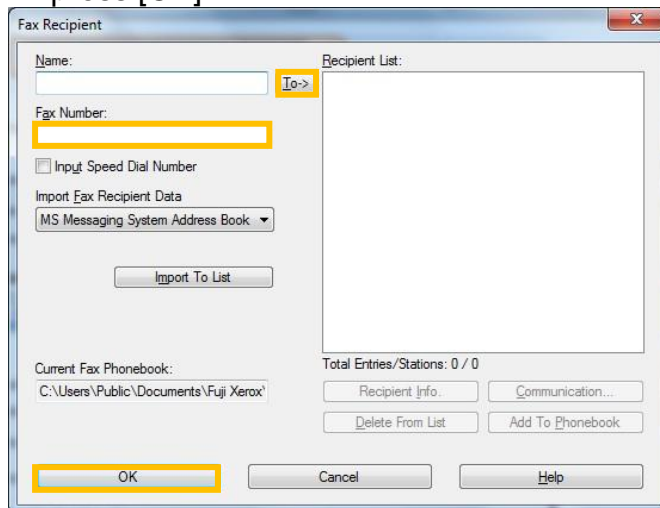 press [OK]
Fax Recipient
Name:
Recipient List:
To->
Fax Number:
Input Speed Dial Number
Import Fax Recipient Data
MS Messaging System Address Book
Import To List
Current Fax Phonebook:
Total Entries/Stations: 0 / 0
C:\Users\Public\Documents\Fuji Xerox\
Recipient Info.
Communication...
Delete From List
Add To Phonebook
OK
Cancel
Help